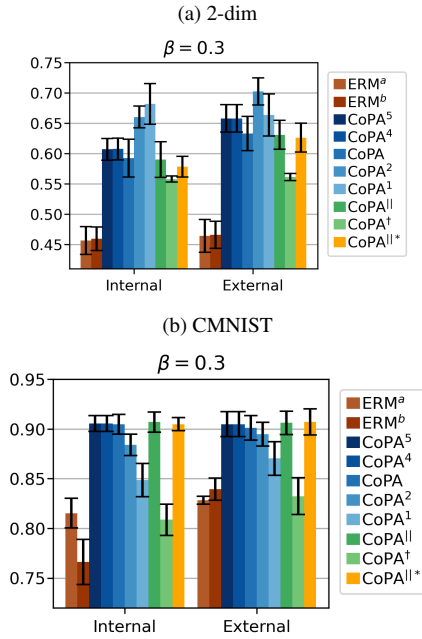 (a) 2-dim
β = 0.3
0.75
0.70
0.65
0.60
0.55
0.50
0.45
Internal
External
ERMᵃ
ERMᵇ
CoPA⁵
CoPA⁴
CoPA
CoPA²
CoPA¹
CoPA||
CoPA†
CoPA||*
(b) CMNIST
β = 0.3
0.95
0.90
0.85
0.80
0.75
Internal
External
ERMᵃ
ERMᵇ
CoPA⁵
CoPA⁴
CoPA
CoPA²
CoPA¹
CoPA||
CoPA†
CoPA||*